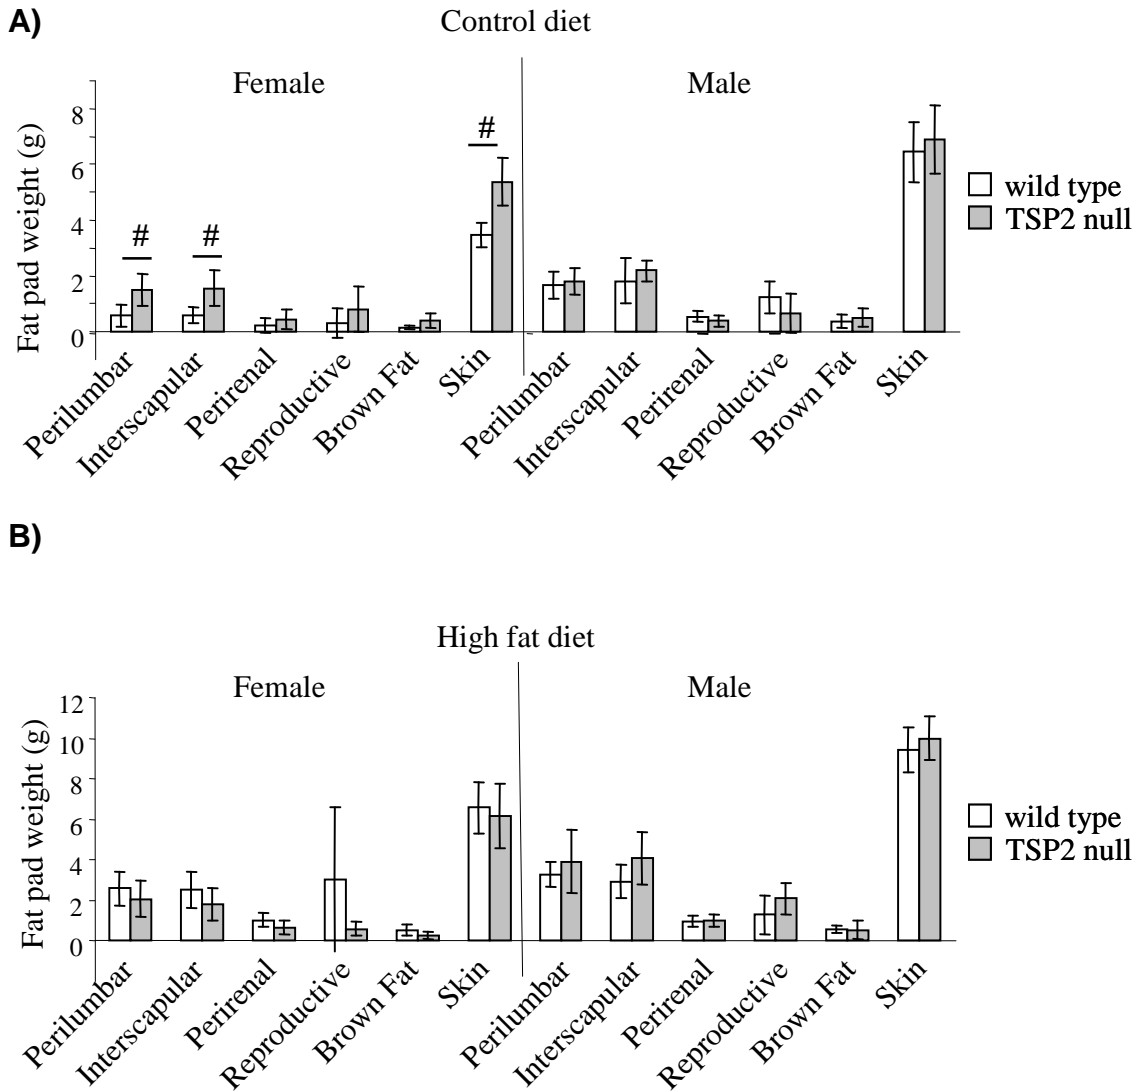 A)
Control diet
Female
Male
Fat pad weight (g)
8
6
4
2
0
#
#
#
wild type
TSP2 null
Perilumbar
Interscapular
Perirenal
Reproductive
Brown Fat
Skin
Perilumbar
Interscapular
Perirenal
Reproductive
Brown Fat
Skin
B)
High fat diet
Female
Male
Fat pad weight (g)
12
10
8
6
4
2
0
wild type
TSP2 null
Perilumbar
Interscapular
Perirenal
Reproductive
Brown Fat
Skin
Perilumbar
Interscapular
Perirenal
Reproductive
Brown Fat
Skin